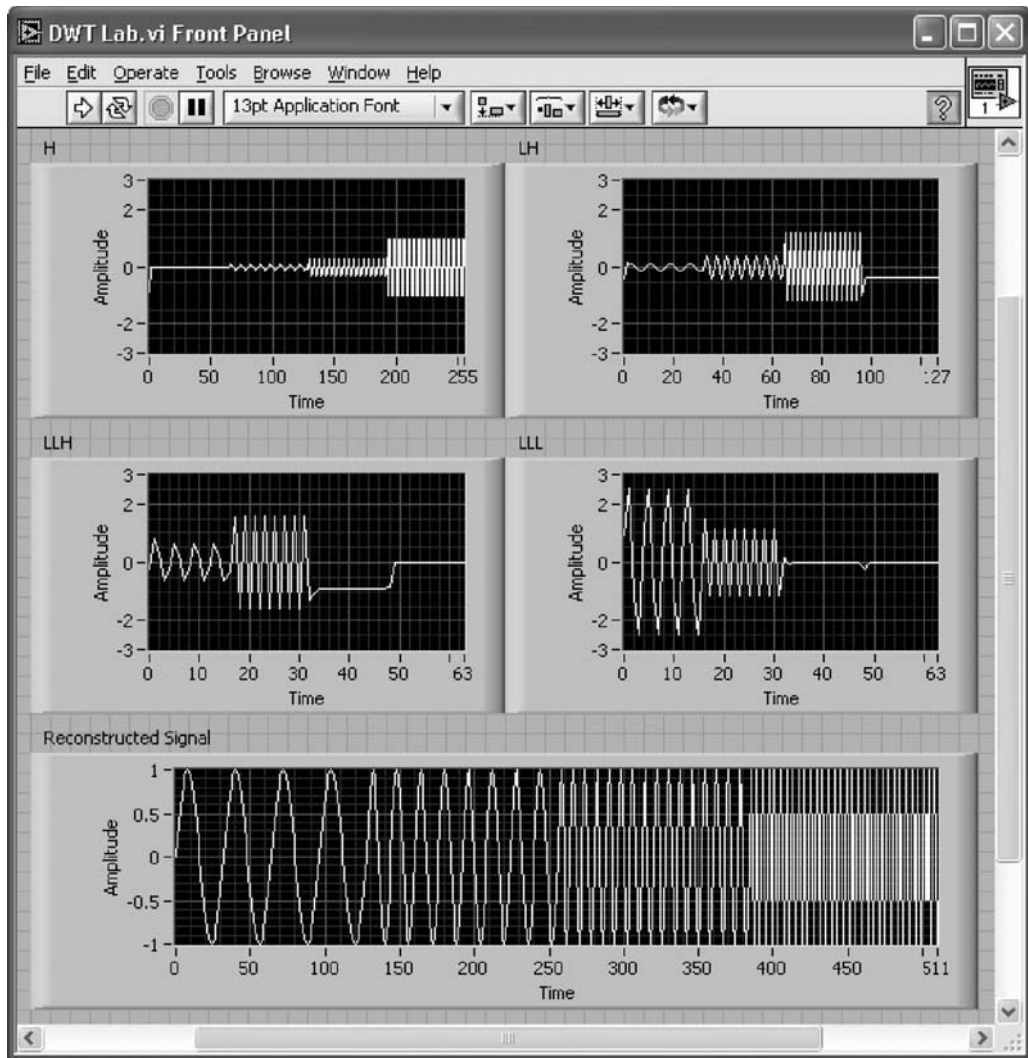 DWT Lab.vi Front Panel
File Edit Operate Tools Browse Window Help
13pt Application Font
?
1
H
3
2
0
-2
-3
Amplitude
0 50 100 150 200 255
Time
LH
3
2
0
-2
-3
Amplitude
0 20 40 60 80 100 :27
Time
LLH
3
2
0
-2
-3
Amplitude
0 10 20 30 40 50 63
Time
LLL
3
2
0
-2
-3
Amplitude
0 10 20 30 40 50 63
Time
Reconstructed Signal
1
0.5
0
-0.5
-1
Amplitude
0 50 100 150 200 250 300 350 400 450 511
Time